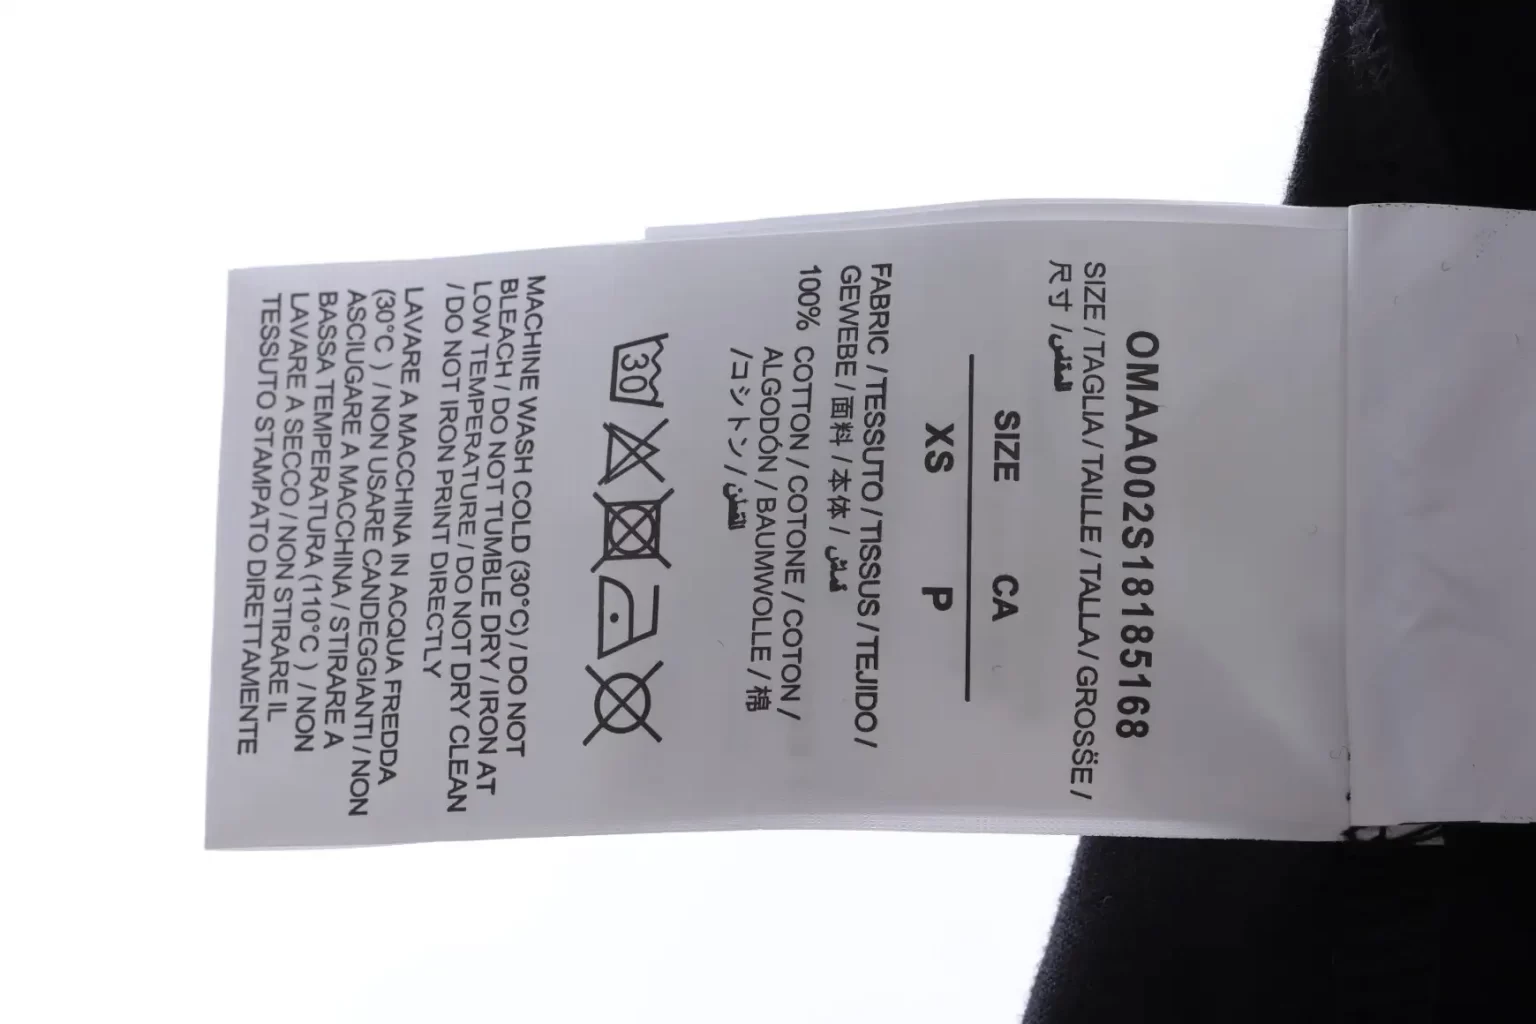 OMAA002S18185168
SIZE / TAGLIA / TAILLE / TALLA / GROSSE /
尺寸 / المقاس
SIZE CA
XS P
FABRIC / TESSUTO / TISSUS / TEJIDO /
GEWEBE / 面料 / 本体 / قماش
100% COTTON / COTONE / COTON /
ALGODÓN / BAUMWOLLE / 棉
/コットン / القطن
30
MACHINE WASH COLD (30°C) / DO NOT
BLEACH / DO NOT TUMBLE DRY / IRON AT
LOW TEMPERATURE / DO NOT DRY CLEAN
/ DO NOT IRON PRINT DIRECTLY
LAVARE A MACCHINA IN ACQUA FREDDA
(30°C ) / NON USARE CANDEGGIANTI / NON
ASCIUGARE A MACCHINA / STIRARE A
BASSA TEMPERATURA (110°C ) / NON
LAVARE A SECCO / NON STIRARE IL
TESSUTO STAMPATO DIRETTAMENTE